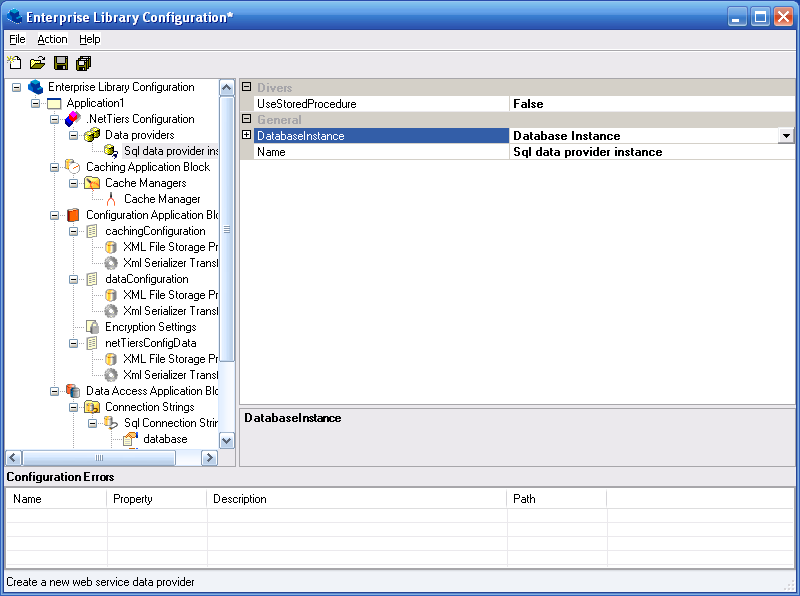 Enterprise Library Configuration*
File Action Help
Enterprise Library Configuration
Application1
.NetTiers Configuration
Data providers
Sql data provider ins
Caching Application Block
Cache Managers
Cache Manager
Configuration Application Blo
cachingConfiguration
XML File Storage Pr
Xml Serializer Transf
dataConfiguration
XML File Storage Pr
Xml Serializer Transf
Encryption Settings
netTiersConfigData
XML File Storage Pr
Xml Serializer Transf
Data Access Application Blo
Connection Strings
Sql Connection Strin
database
Divers
UseStoredProcedure False
General
DatabaseInstance Database Instance
Name Sql data provider instance
DatabaseInstance
Configuration Errors
Name Property Description Path
Create a new web service data provider